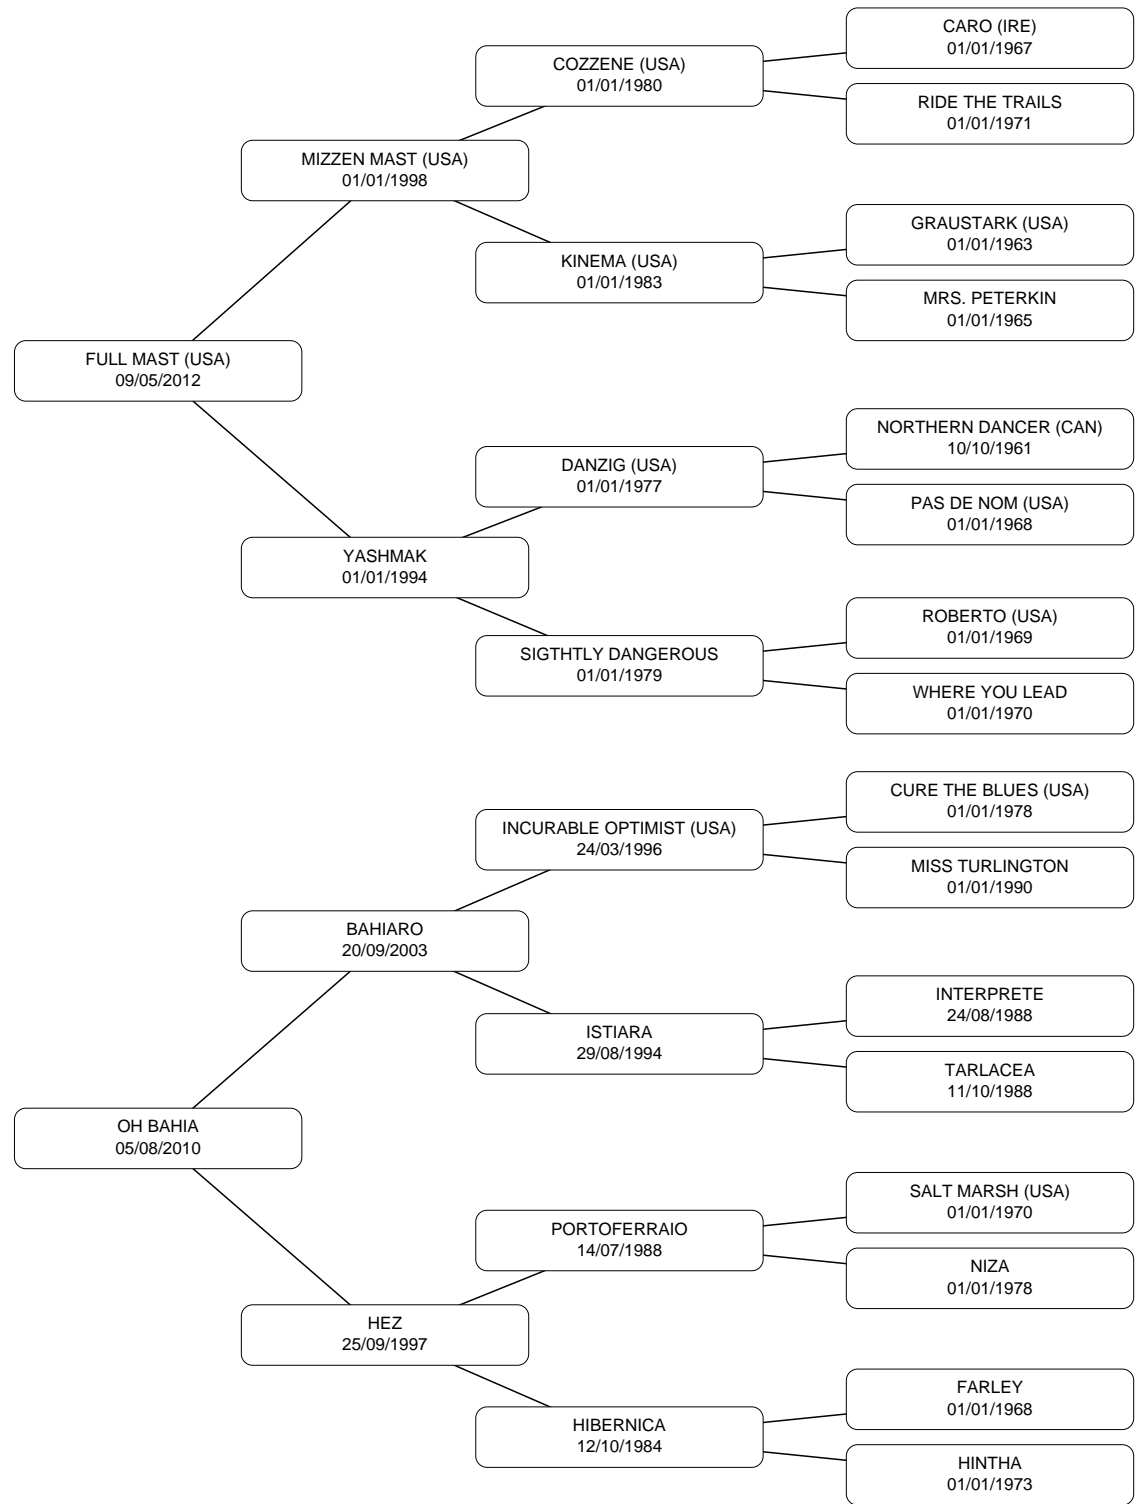 CARO (IRE)
01/01/1967
COZZENE (USA)
01/01/1980
RIDE THE TRAILS
01/01/1971
MIZZEN MAST (USA)
01/01/1998
GRAUSTARK (USA)
01/01/1963
KINEMA (USA)
01/01/1983
MRS. PETERKIN
01/01/1965
FULL MAST (USA)
09/05/2012
NORTHERN DANCER (CAN)
10/10/1961
DANZIG (USA)
01/01/1977
PAS DE NOM (USA)
01/01/1968
YASHMAK
01/01/1994
ROBERTO (USA)
01/01/1969
SIGTHTLY DANGEROUS
01/01/1979
WHERE YOU LEAD
01/01/1970
CURE THE BLUES (USA)
01/01/1978
INCURABLE OPTIMIST (USA)
24/03/1996
MISS TURLINGTON
01/01/1990
BAHIARO
20/09/2003
INTERPRETE
24/08/1988
ISTIARA
29/08/1994
TARLACEA
11/10/1988
OH BAHIA
05/08/2010
SALT MARSH (USA)
01/01/1970
PORTOFERRAIO
14/07/1988
NIZA
01/01/1978
HEZ
25/09/1997
FARLEY
01/01/1968
HIBERNICA
12/10/1984
HINTHA
01/01/1973